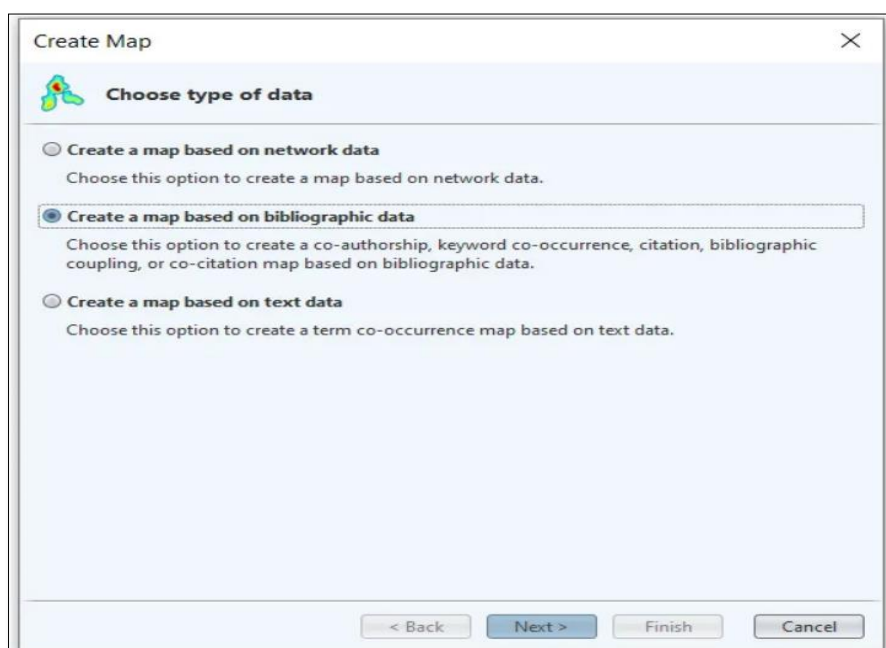 Create Map
Choose type of data
Create a map based on network data
Choose this option to create a map based on network data.
Create a map based on bibliographic data
Choose this option to create a co-authorship, keyword co-occurrence, citation, bibliographic
coupling, or co-citation map based on bibliographic data.
Create a map based on text data
Choose this option to create a term co-occurrence map based on text data.
< Back Next > Finish Cancel